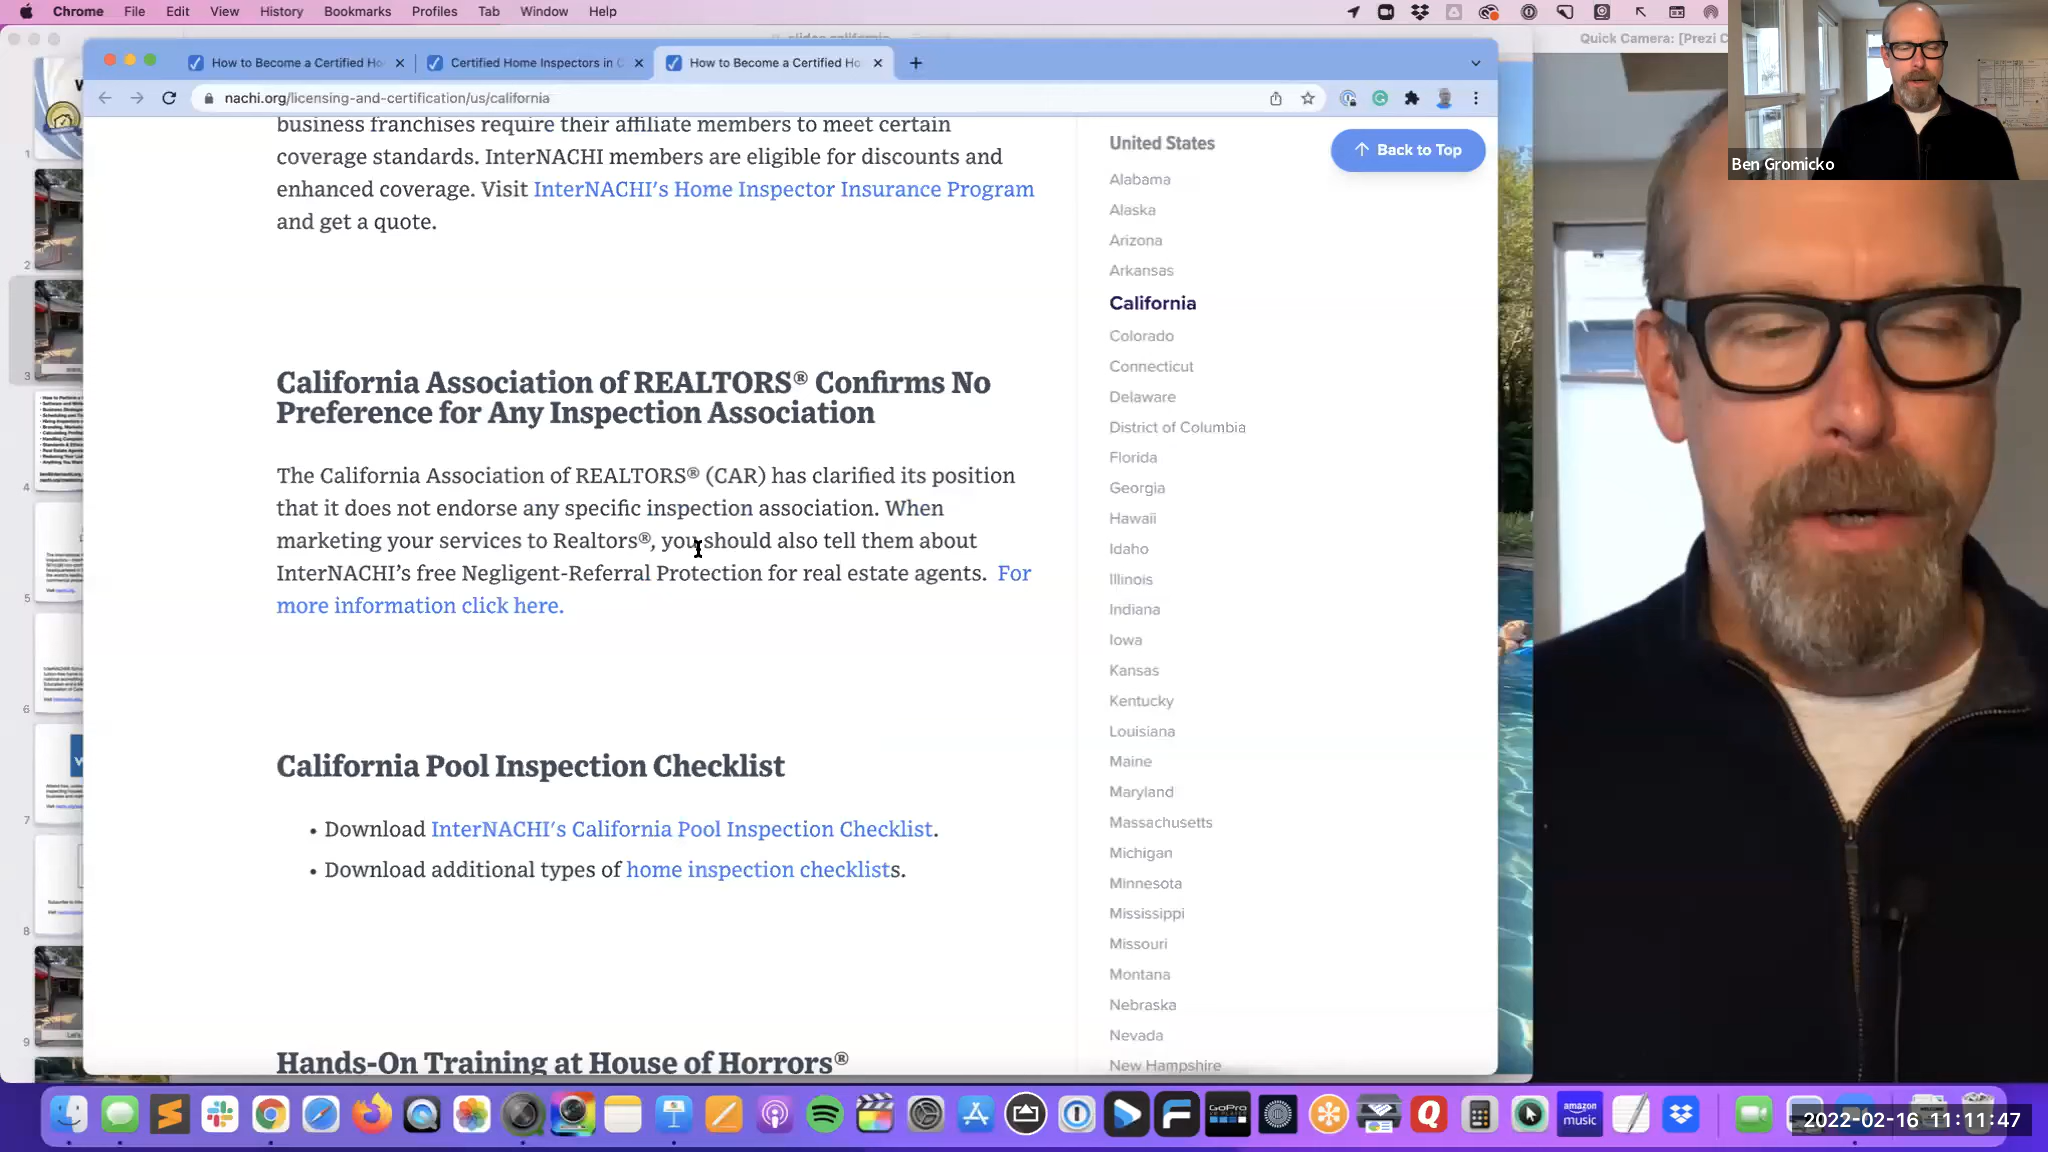 Chrome File Edit View History Bookmarks Profiles Tab Window Help
Quick Camera: [Prezi C
How to Become a Certified Ho
Certified Home Inspectors in C
How to Become a Certified Ho
nachi.org/licensing-and-certification/us/california
business franchises require their affiliate members to meet certain
coverage standards. InterNACHI members are eligible for discounts and
enhanced coverage. Visit InterNACHI's Home Inspector Insurance Program
and get a quote.
California Association of REALTORS® Confirms No
Preference for Any Inspection Association
The California Association of REALTORS® (CAR) has clarified its position
that it does not endorse any specific inspection association. When
marketing your services to Realtors®, you should also tell them about
InterNACHI’s free Negligent-Referral Protection for real estate agents. For
more information click here.
California Pool Inspection Checklist
• Download InterNACHI's California Pool Inspection Checklist.
• Download additional types of home inspection checklists.
Hands-On Training at House of Horrors®
United States
Alabama
Alaska
Arizona
Arkansas
California
Colorado
Connecticut
Delaware
District of Columbia
Florida
Georgia
Hawaii
Idaho
Illinois
Indiana
Iowa
Kansas
Kentucky
Louisiana
Maine
Maryland
Massachusetts
Michigan
Minnesota
Mississippi
Missouri
Montana
Nebraska
Nevada
New Hampshire
↑ Back to Top
Ben Gromicko
1
2
3
4
5
6
7
8
9
GoPro
amazon
music
2022-02-16 11:11:47